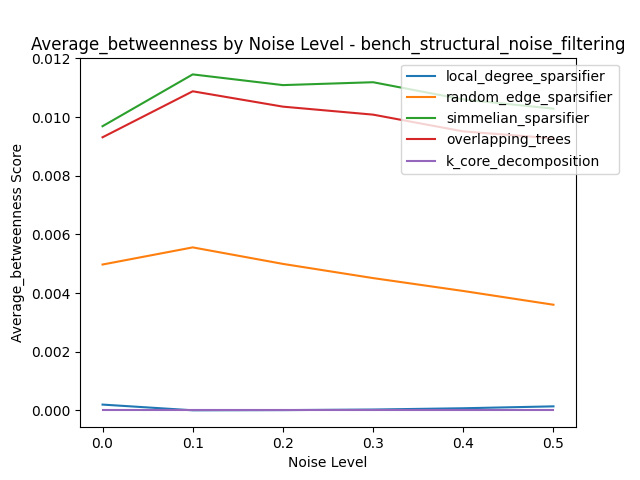 Average_betweenness by Noise Level - bench_structural_noise_filtering
local_degree_sparsifier
random_edge_sparsifier
simmelian_sparsifier
overlapping_trees
k_core_decomposition
Average_betweenness Score
0.012
0.010
0.008
0.006
0.004
0.002
0.000
0.0 0.1 0.2 0.3 0.4 0.5
Noise Level